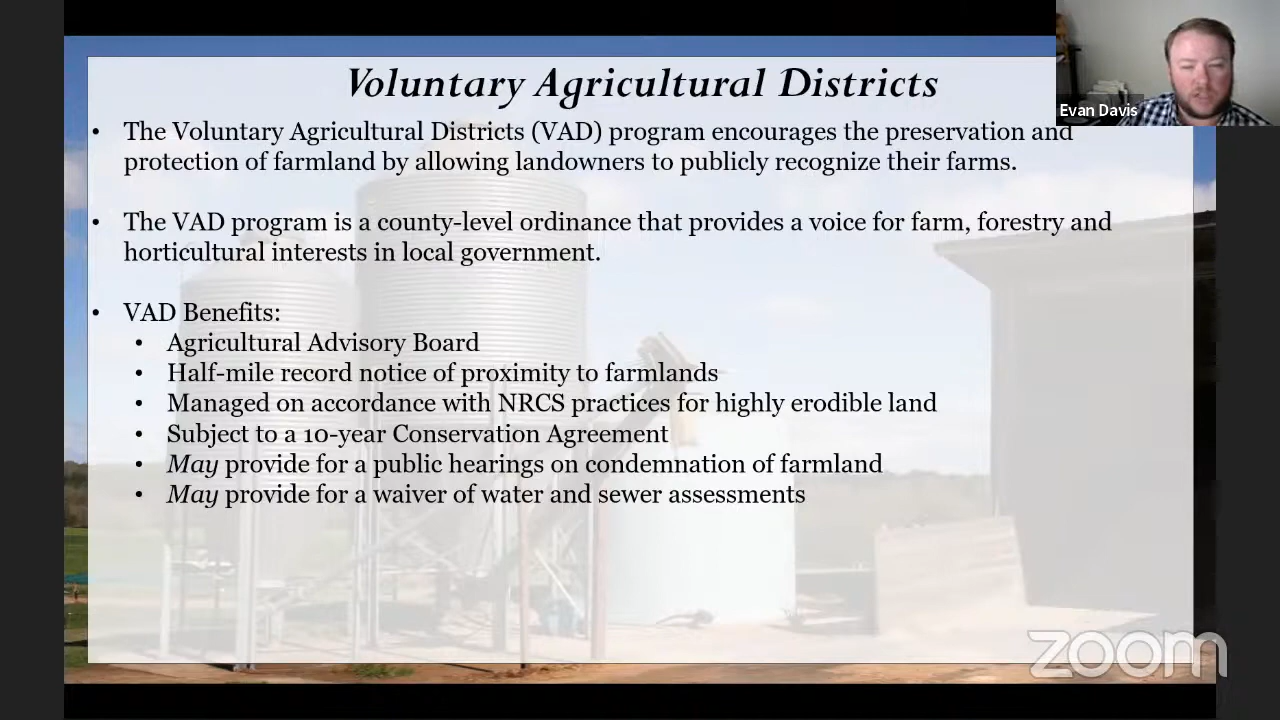 Voluntary Agricultural Districts
Evan Davis
• The Voluntary Agricultural Districts (VAD) program encourages the preservation and
protection of farmland by allowing landowners to publicly recognize their farms.
• The VAD program is a county-level ordinance that provides a voice for farm, forestry and
horticultural interests in local government.
• VAD Benefits:
• Agricultural Advisory Board
• Half-mile record notice of proximity to farmlands
• Managed on accordance with NRCS practices for highly erodible land
• Subject to a 10-year Conservation Agreement
• May provide for a public hearings on condemnation of farmland
• May provide for a waiver of water and sewer assessments
zoom